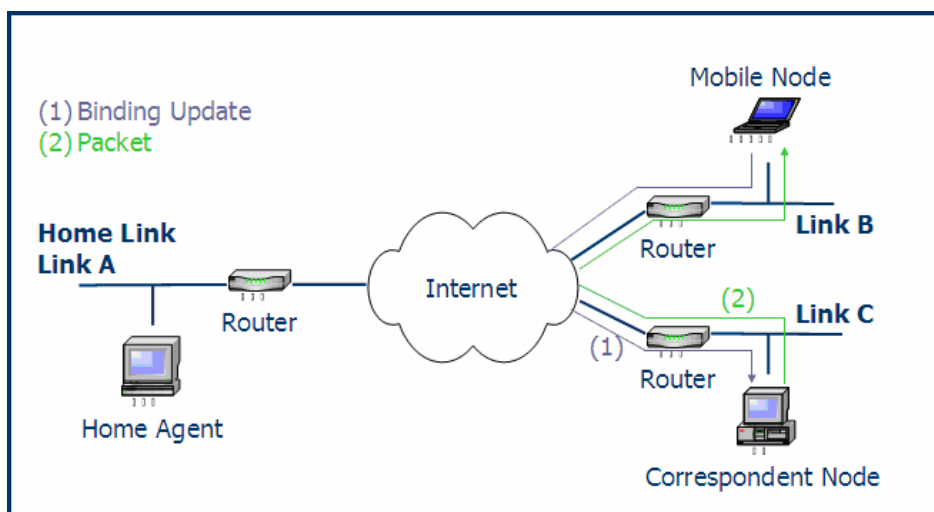 Mobile Node
(1) Binding Update
(2) Packet
Home Link
Link A
Link B
Router
Internet
(2)
Link C
Router
(1)
Router
Home Agent
Correspondent Node